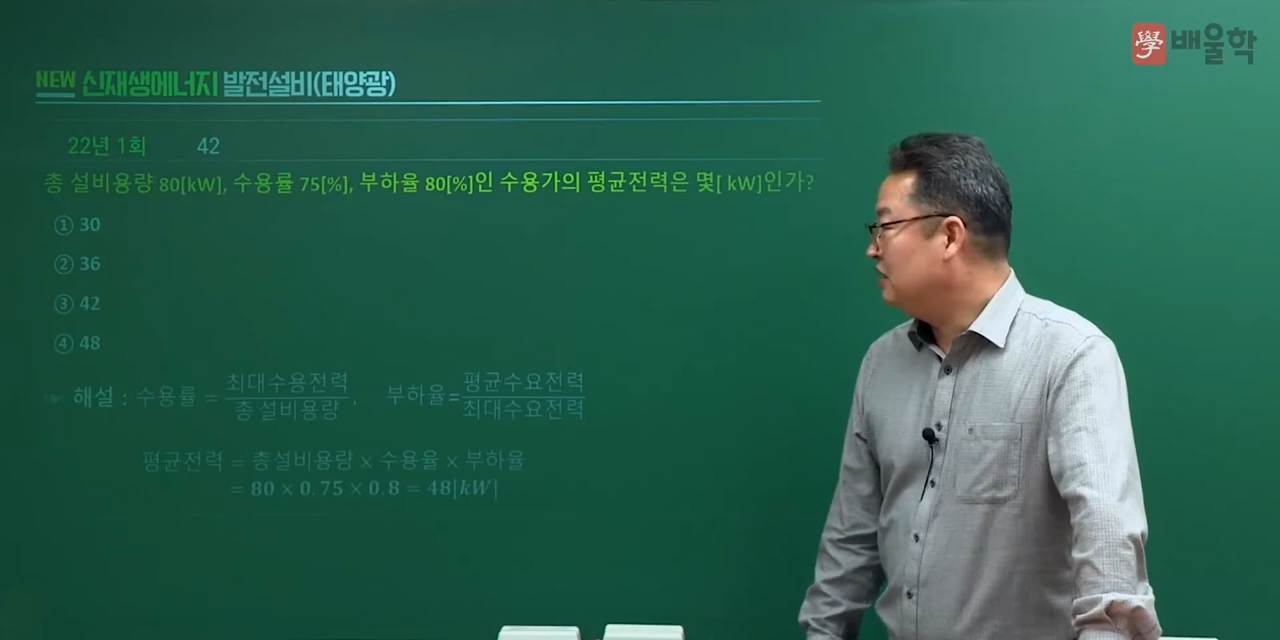 學 배울학
NEW 신재생에너지 발전설비(태양광)
22년 1회 42
총 설비용량 80[kW], 수용률 75[%], 부하율 80[%]인 수용가의 평균전력은 몇[ kW]인가?
① 30
② 36
③ 42
④ 48
☞ 해설 : 수용률 = 최대수용전력 / 총 설비용량 , 부하율= 평균수요전력 / 최대수요전력
평균전력 = 총설비용량 × 수용율 × 부하율
= 80 × 0.75 × 0.8 = 48[kW]